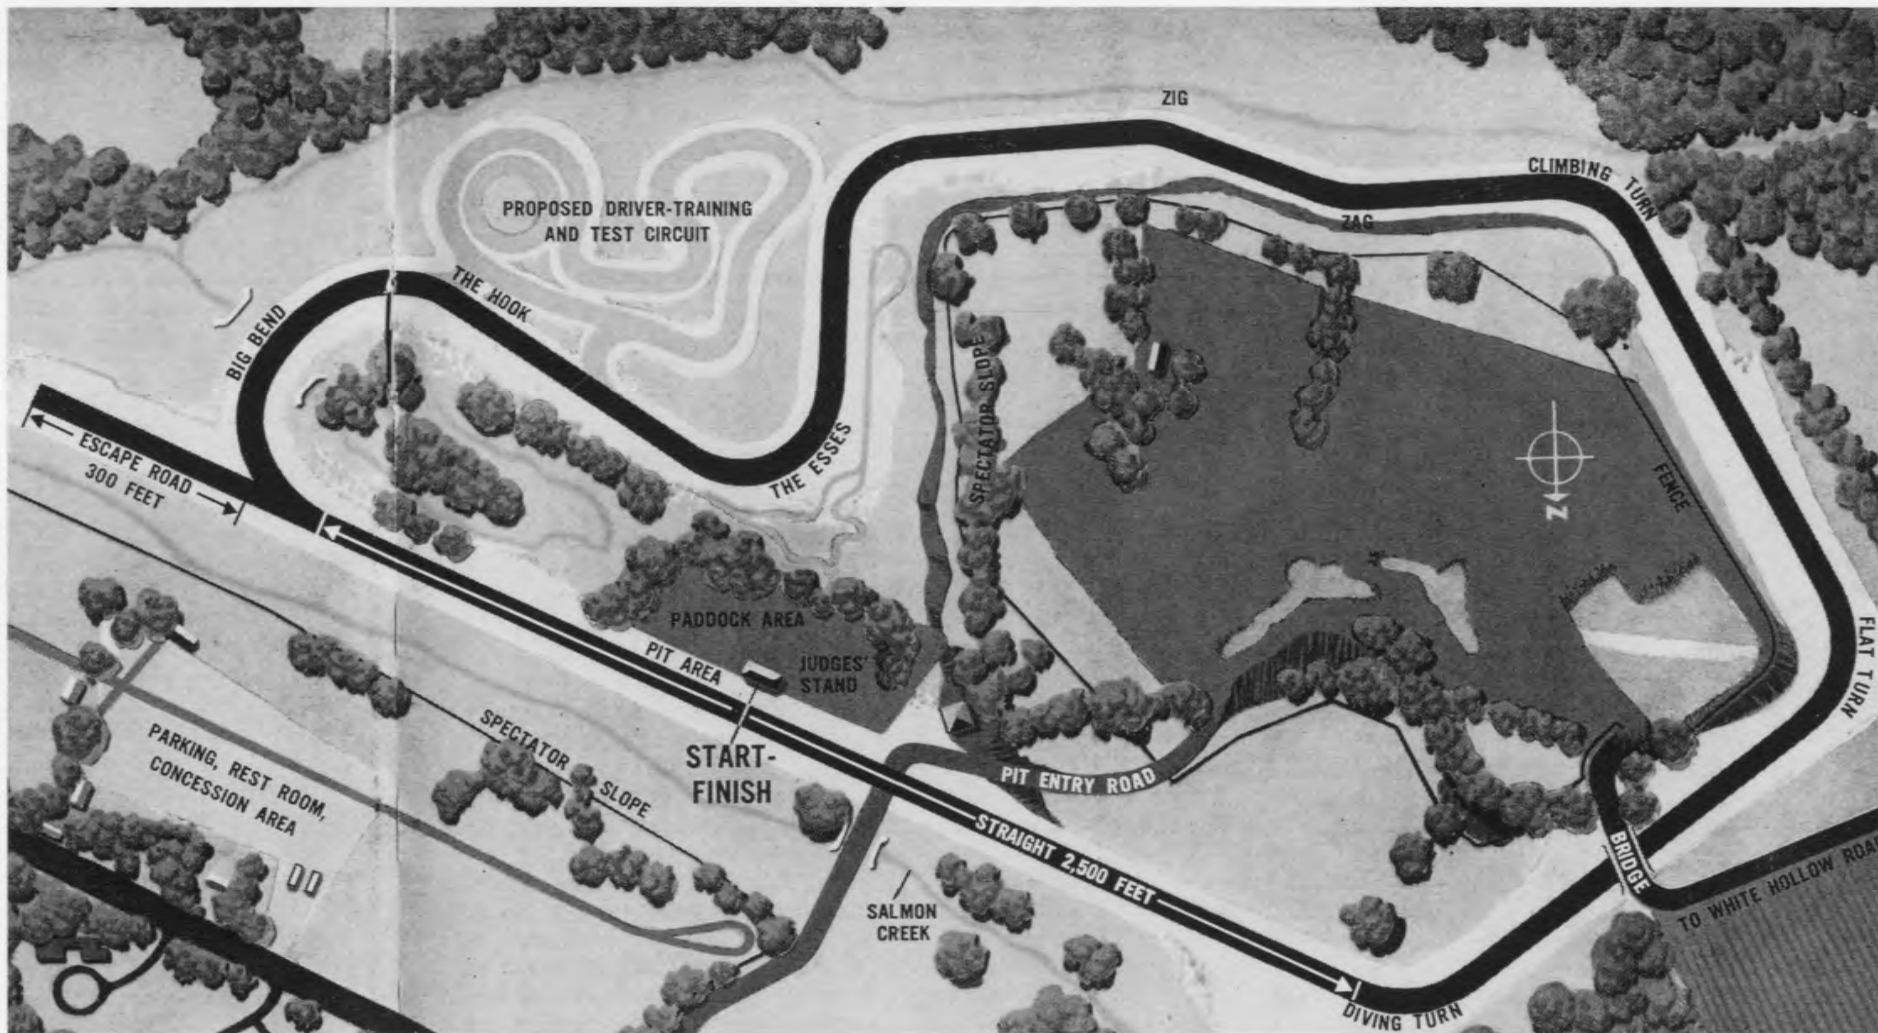 ZIG
CLIMBING TURN
PROPOSED DRIVER-TRAINING
AND TEST CIRCUIT
ZAG
THE HOOK
BIG BEND
SPECTATOR SLOPE
ESCAPE ROAD
300 FEET
THE ESSES
FENCE
N
PADDOCK AREA
PIT AREA
JUDGES'
STAND
FLAT TURN
START-
FINISH
SPECTATOR SLOPE
PARKING, REST ROOM,
CONCESSION AREA
PIT ENTRY ROAD
STRAIGHT 2,500 FEET
BRIDGE
TO WHITE HOLLOW ROAD
SALMON
CREEK
DIVING TURN